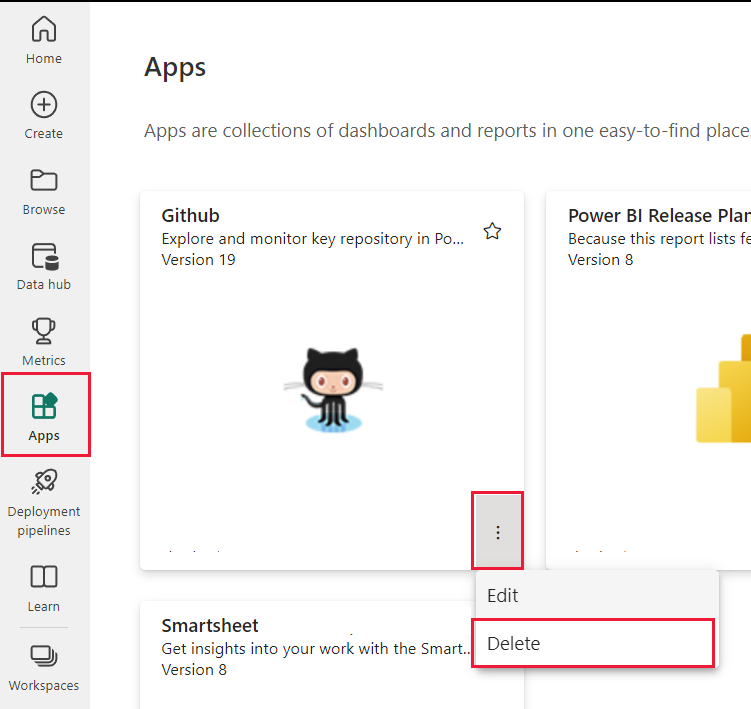 Home
Create
Browse
Data hub
Metrics
Apps
Deployment
pipelines
Learn
Workspaces
Apps
Apps are collections of dashboards and reports in one easy-to-find place
Github
Explore and monitor key repository in Po...
Version 19
Power BI Release Plan
Because this report lists fe
Version 8
Edit
Delete
Smartsheet
Get insights into your work with the Smart..
Version 8